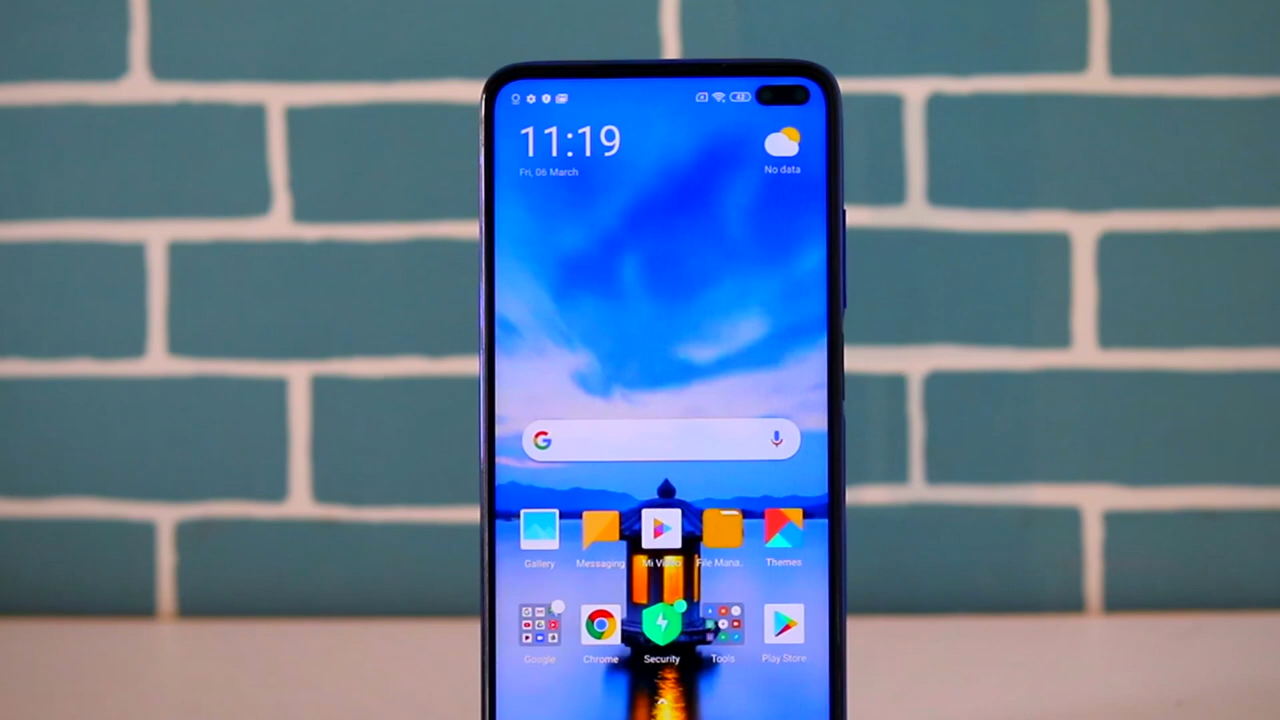 42
11:19
Fri, 06 March
No data
Gallery
Messaging
Mi Video
File Mana..
Themes
Google
Chrome
Security
Tools
Play Store